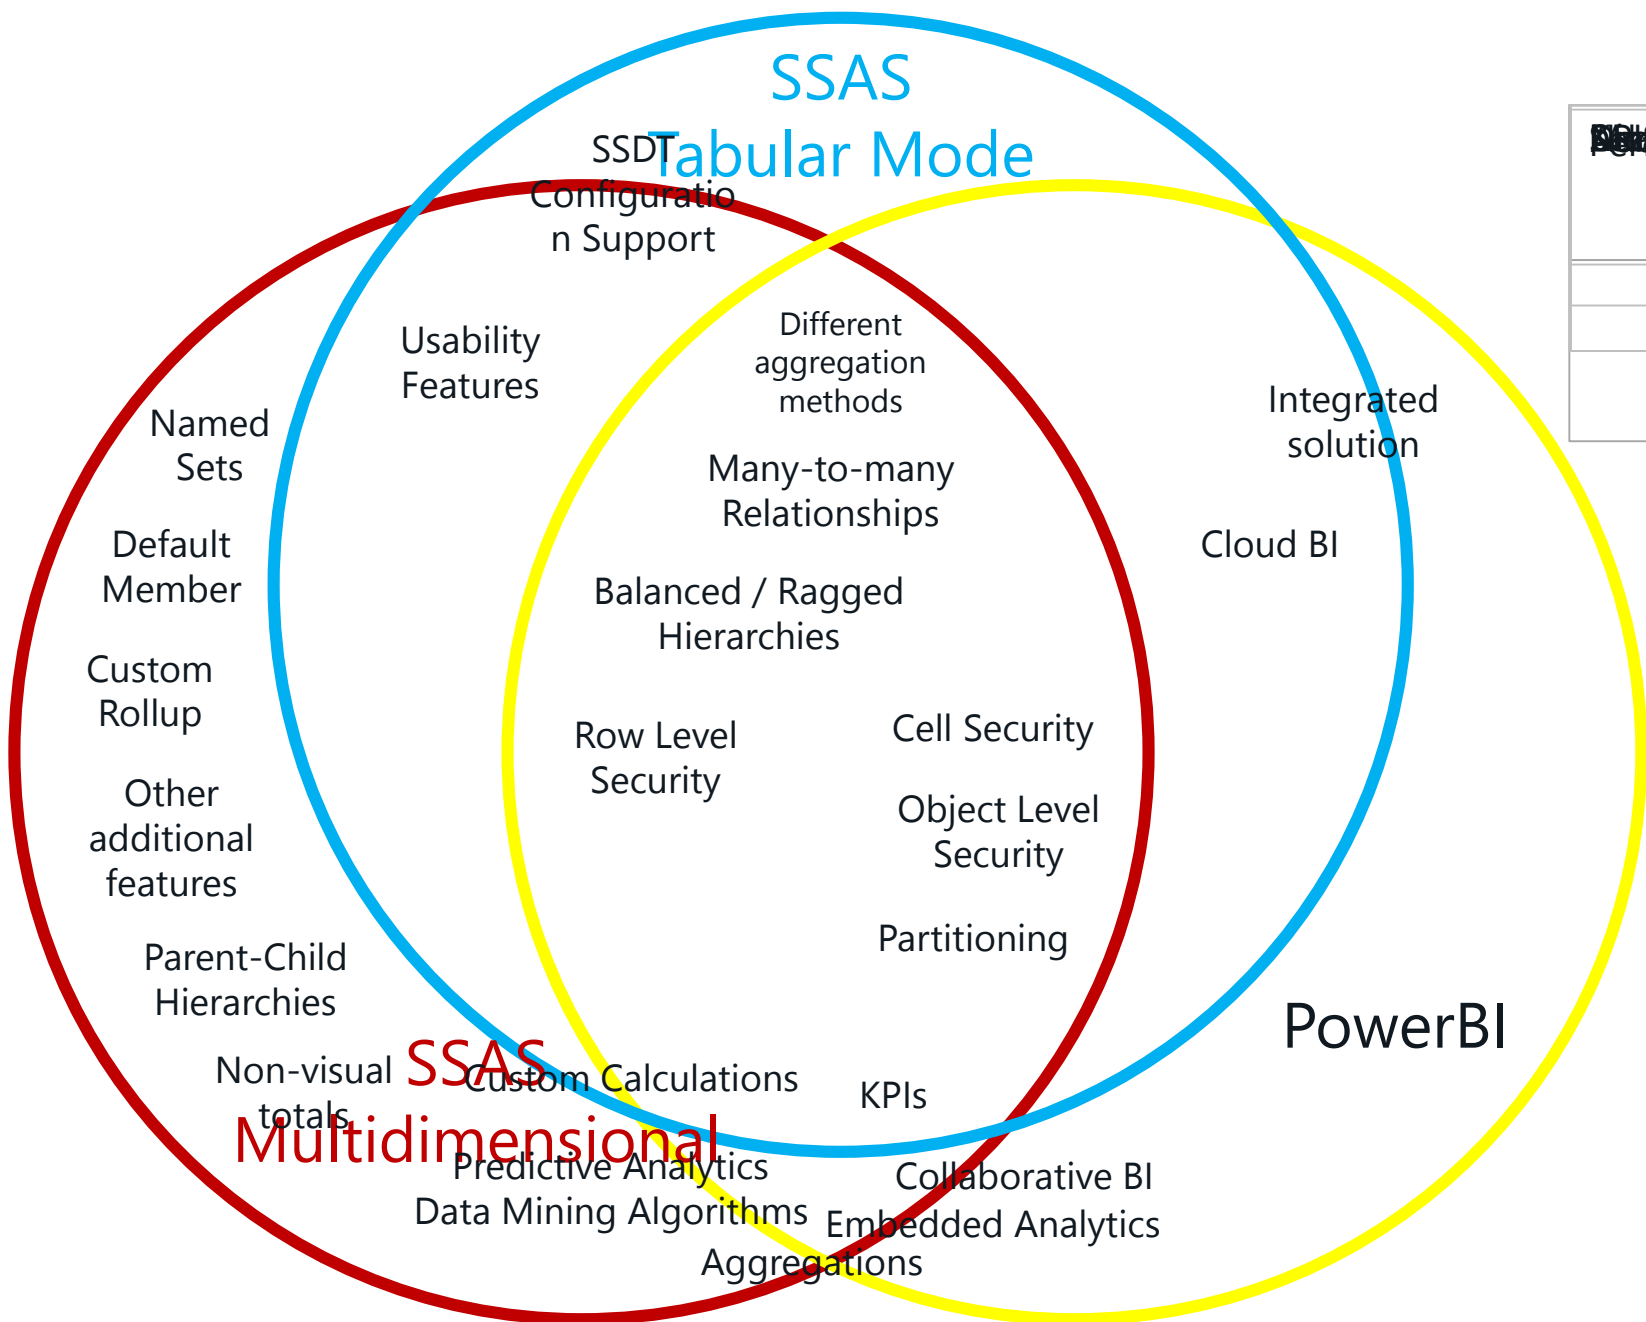 SSAS
Tabular Mode
SSDT
Configuratio
n Support
Usability
Features
Different
aggregation
methods
Named
Sets
Integrated
solution
Many-to-many
Relationships
Default
Member
Cloud BI
Balanced / Ragged
Hierarchies
Custom
Rollup
Row Level
Security
Cell Security
Other
additional
features
Object Level
Security
Partitioning
Parent-Child
Hierarchies
PowerBI
Non-visual
totals
SSAS
Multidimensional
Custom Calculations
KPIs
Predictive Analytics
Data Mining Algorithms
Collaborative BI
Embedded Analytics
Aggregations